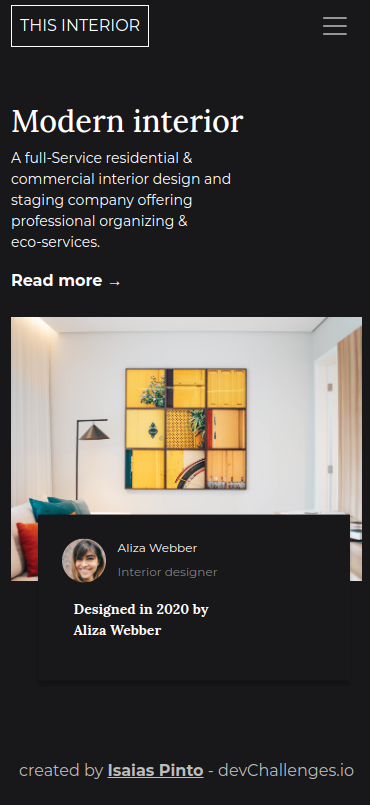 THIS INTERIOR
Modern interior
A full-Service residential &
commercial interior design and
staging company offering
professional organizing &
eco-services.
Read more →
Aliza Webber
Interior designer
Designed in 2020 by
Aliza Webber
created by Isaias Pinto - devChallenges.io